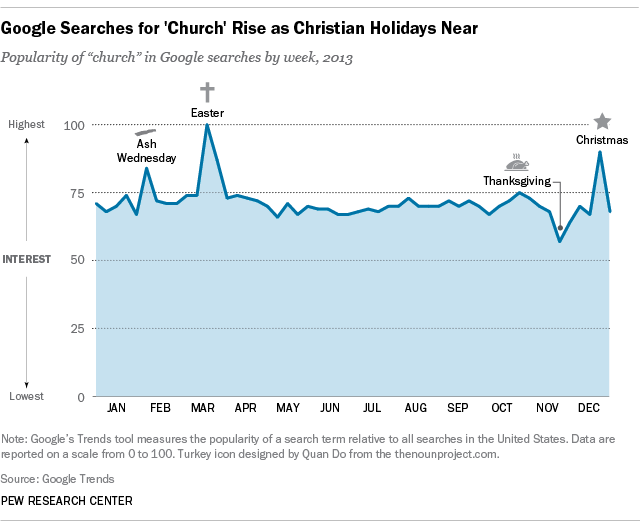 Google Searches for 'Church' Rise as Christian Holidays Near
Popularity of “church” in Google searches by week, 2013
Highest
INTEREST
Lowest
100
75
50
25
0
Ash
Wednesday
Easter
Thanksgiving
Christmas
JAN FEB MAR APR MAY JUN JUL AUG SEP OCT NOV DEC
Note: Google’s Trends tool measures the popularity of a search term relative to all searches in the United States. Data are
reported on a scale from 0 to 100. Turkey icon designed by Quan Do from the thenounproject.com.
Source: Google Trends
PEW RESEARCH CENTER